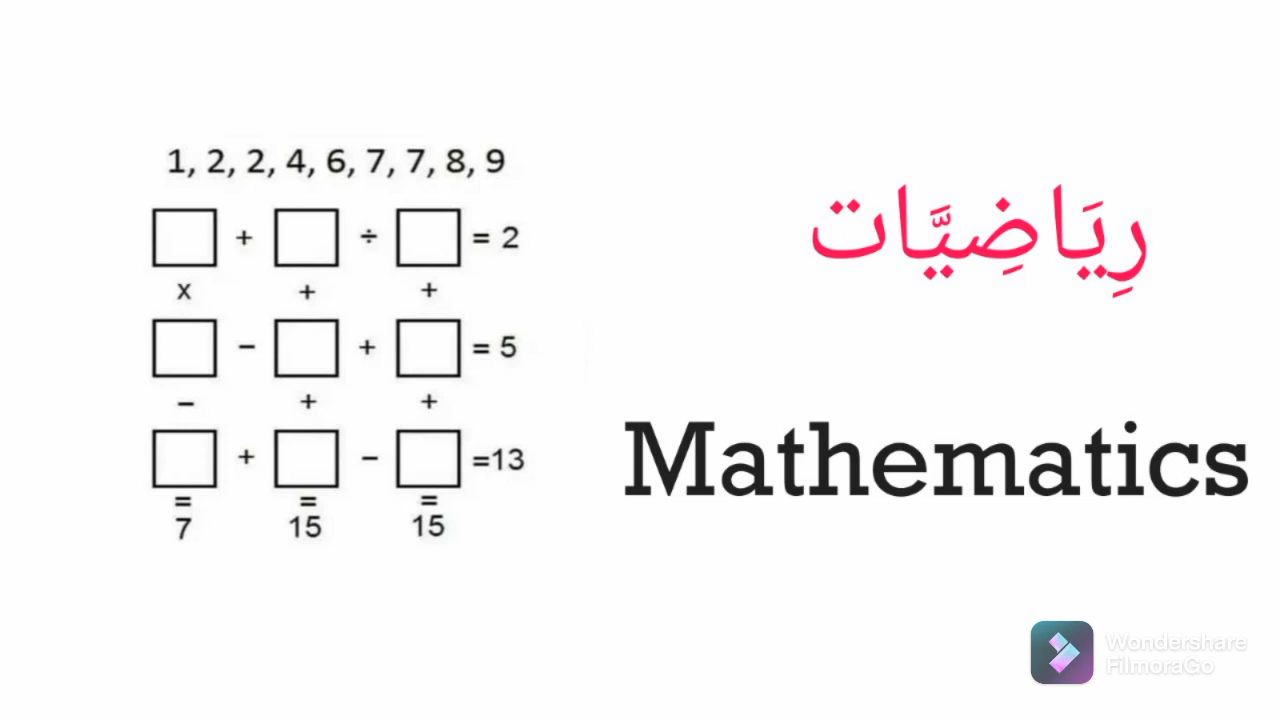 1, 2, 2, 4, 6, 7, 7, 8, 9
+ ÷ = 2
x + +
− + = 5
− + +
+ − =13
= = =
7 15 15
رِيَاضِيَّات
Mathematics
Wondershare
FilmoraGo